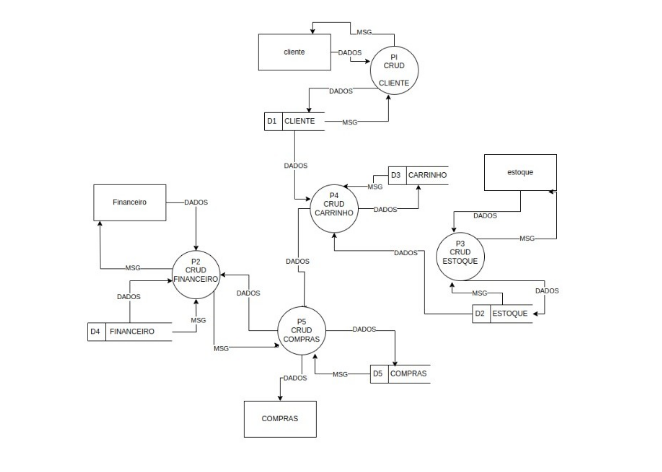 MSG
cliente
DADOS
PI
CRUD
CLIENTE
DADOS
D1 CLIENTE
MSG
DADOS
D3 CARRINHO
MSG
P4
CRUD
CARRINHO
DADOS
estoque
DADOS
MSG
P3
CRUD
ESTOQUE
DADOS
MSG
D2 ESTOQUE
DADOS
Financeiro
DADOS
MSG
P2
CRUD
FINANCEIRO
DADOS
DADOS
DADOS
MSG
D4 FINANCEIRO
MSG
P5
CRUD
COMPRAS
DADOS
MSG
D5 COMPRAS
DADOS
COMPRAS